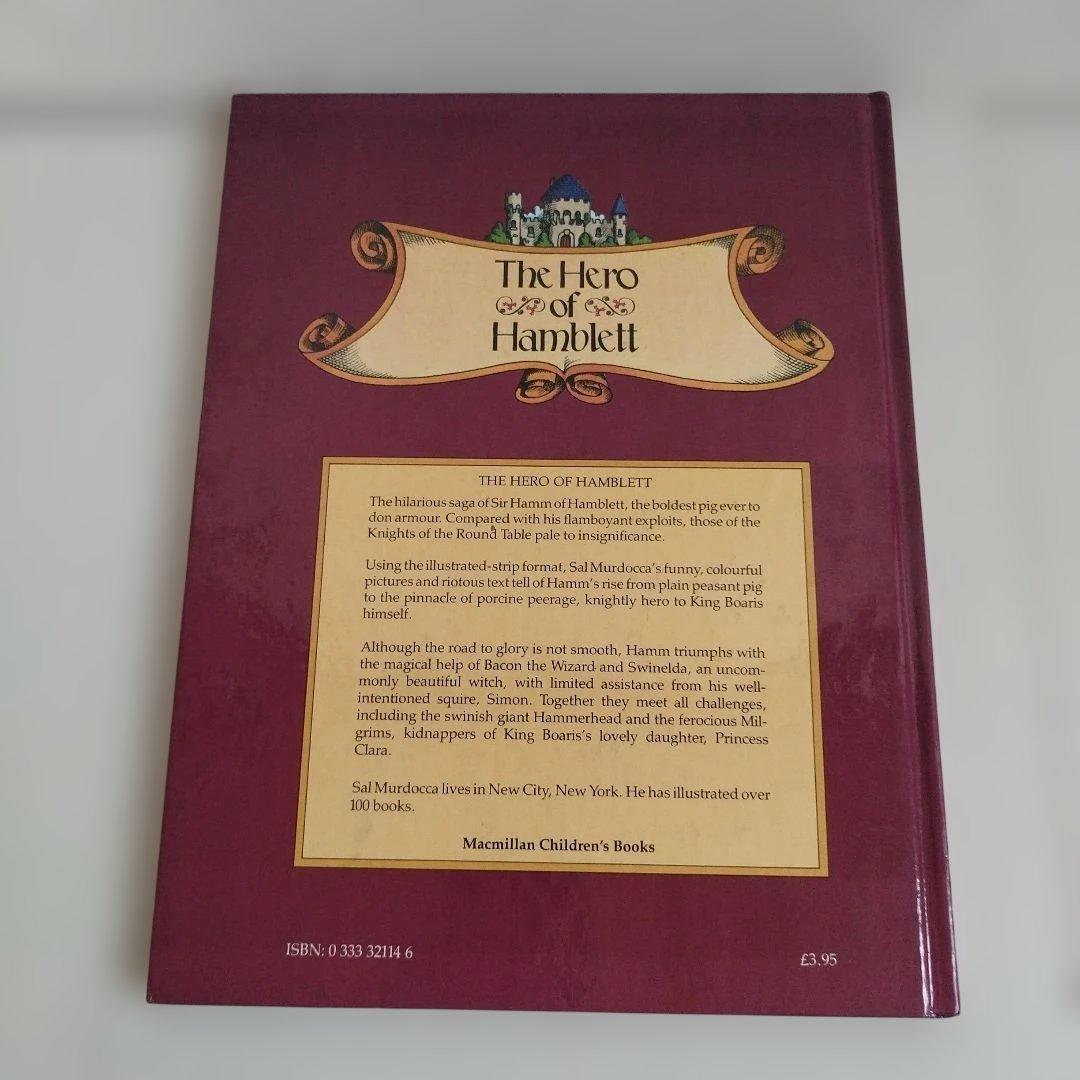 The Hero
of
Hamblett
THE HERO OF HAMBLETT
The hilarious saga of Sir Hamm of Hamblett, the boldest pig ever to
don armour. Compared with his flamboyant exploits, those of the
Knights of the Round Table pale to insignificance.
Using the illustrated-strip format, Sal Murdocca's funny, colourful
pictures and riotous text tell of Hamm's rise from plain peasant pig
to the pinnacle of porcine peerage, knightly hero to King Boaris
himself.
Although the road to glory is not smooth, Hamm triumphs with
the magical help of Bacon the Wizard and Swinelda, an uncom-
monly beautiful witch, with limited assistance from his well-
intentioned squire, Simon. Together they meet all challenges,
including the swinish giant Hammerhead and the ferocious Mil-
grims, kidnappers of King Boaris's lovely daughter, Princess
Clara.
Sal Murdocca lives in New City, New York. He has illustrated over
100 books.
Macmillan Children's Books
ISBN: 0 333 32114 6
£3.95